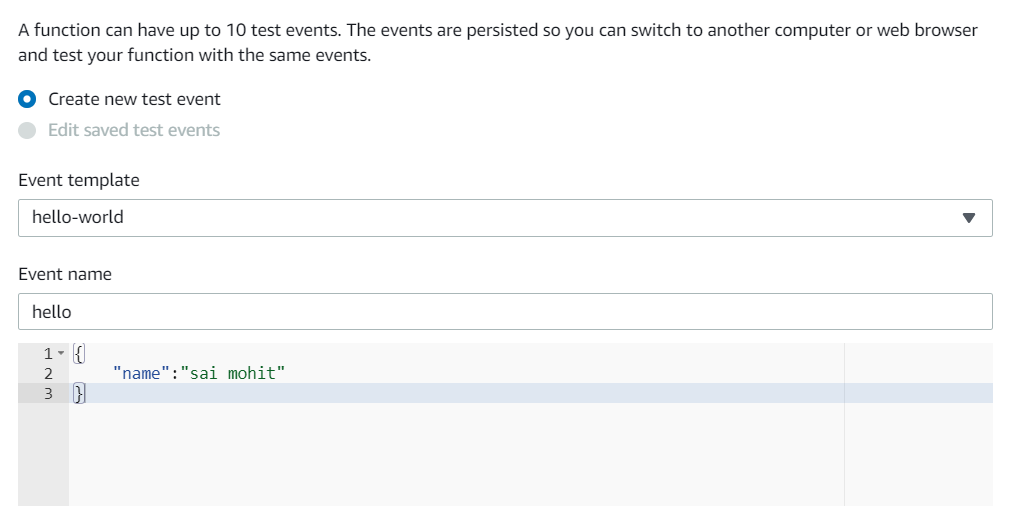 A function can have up to 10 test events. The events are persisted so you can switch to another computer or web browser
and test your function with the same events.
Create new test event
Edit saved test events
Event template
hello-world
Event name
hello
1 {
2 "name":"sai mohit"
3 }